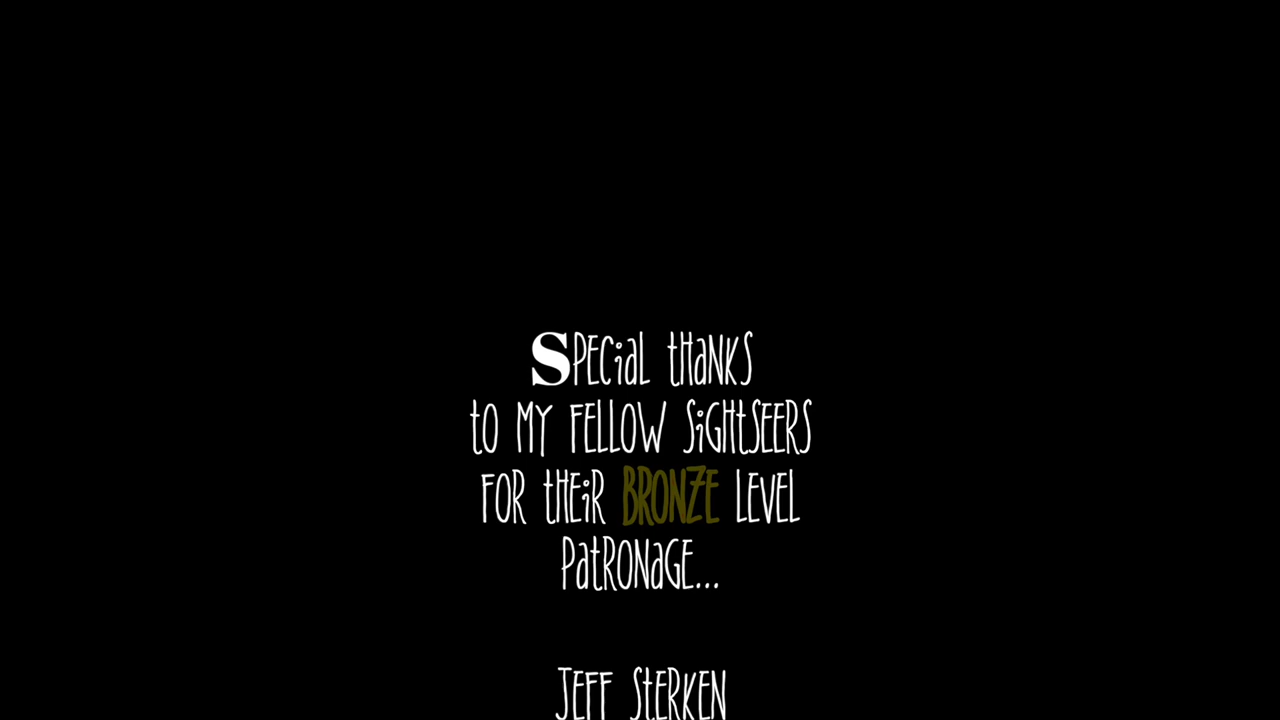 Special thanks
to my fellow sightseers
for their BRONZE level
patronage...
Jeff Sterken